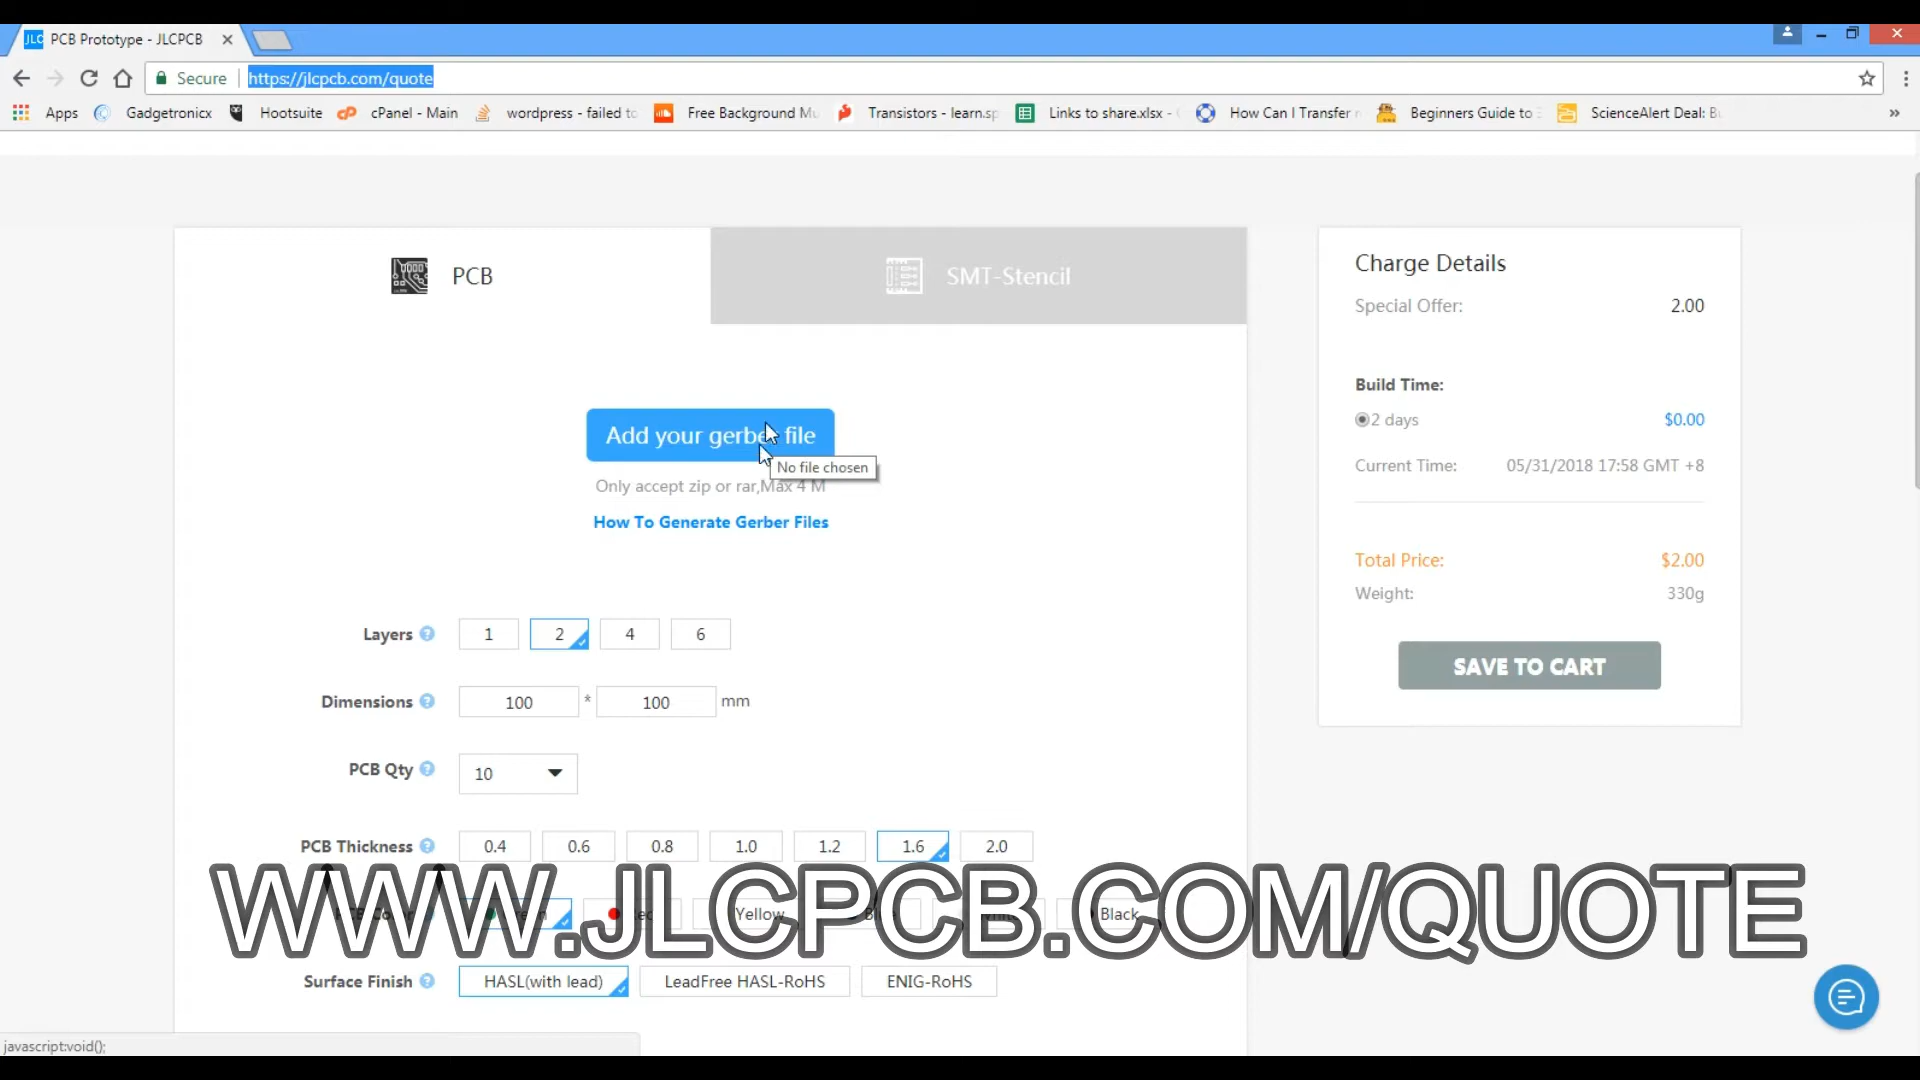 JLC PCB Prototype - JLCPCB
Secure https://jlcpcb.com/quote
Apps Gadgetronicx Hootsuite cPanel - Main wordpress - failed to Free Background Mu Transistors - learn.sp Links to share.xlsx - How Can I Transfer Beginners Guide to ScienceAlert Deal: Bu »
PCB
SMT-Stencil
Add your gerber file
No file chosen
Only accept zip or rar,Max 4 M
How To Generate Gerber Files
Layers 1 2 4 6
Dimensions 100 * 100 mm
PCB Qty 10
PCB Thickness 0.4 0.6 0.8 1.0 1.2 1.6 2.0
Yellow Black
WWW.JLCPCB.COM/QUOTE
Surface Finish HASL(with lead) LeadFree HASL-RoHS ENIG-RoHS
Charge Details
Special Offer: 2.00
Build Time:
2 days $0.00
Current Time: 05/31/2018 17:58 GMT +8
Total Price: $2.00
Weight: 330g
SAVE TO CART
javascript:void();